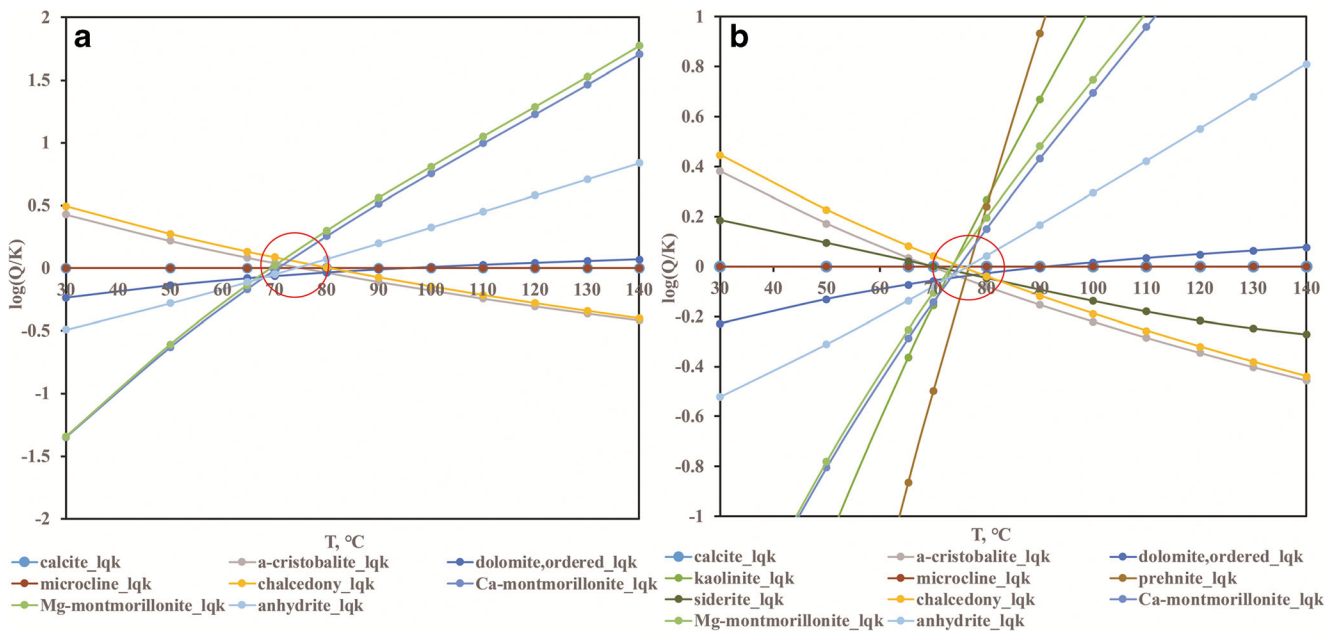 a
2
1.5
1
0.5
0
-0.5
-1
-1.5
-2
log(Q/K)
30 40 50 60 70 80 90 100 110 120 130 140
T, °C
calcite_lqk a-cristobalite_lqk dolomite,ordered_lqk
microcline_lqk chalcedony_lqk Ca-montmorillonite_lqk
Mg-montmorillonite_lqk anhydrite_lqk
b
1
0.8
0.6
0.4
0.2
0
-0.2
-0.4
-0.6
-0.8
-1
log(Q/K)
30 40 50 60 70 80 90 100 110 120 130 140
T, °C
calcite_lqk a-cristobalite_lqk dolomite,ordered_lqk
kaolinite_lqk microcline_lqk prehnite_lqk
siderite_lqk chalcedony_lqk Ca-montmorillonite_lqk
Mg-montmorillonite_lqk anhydrite_lqk